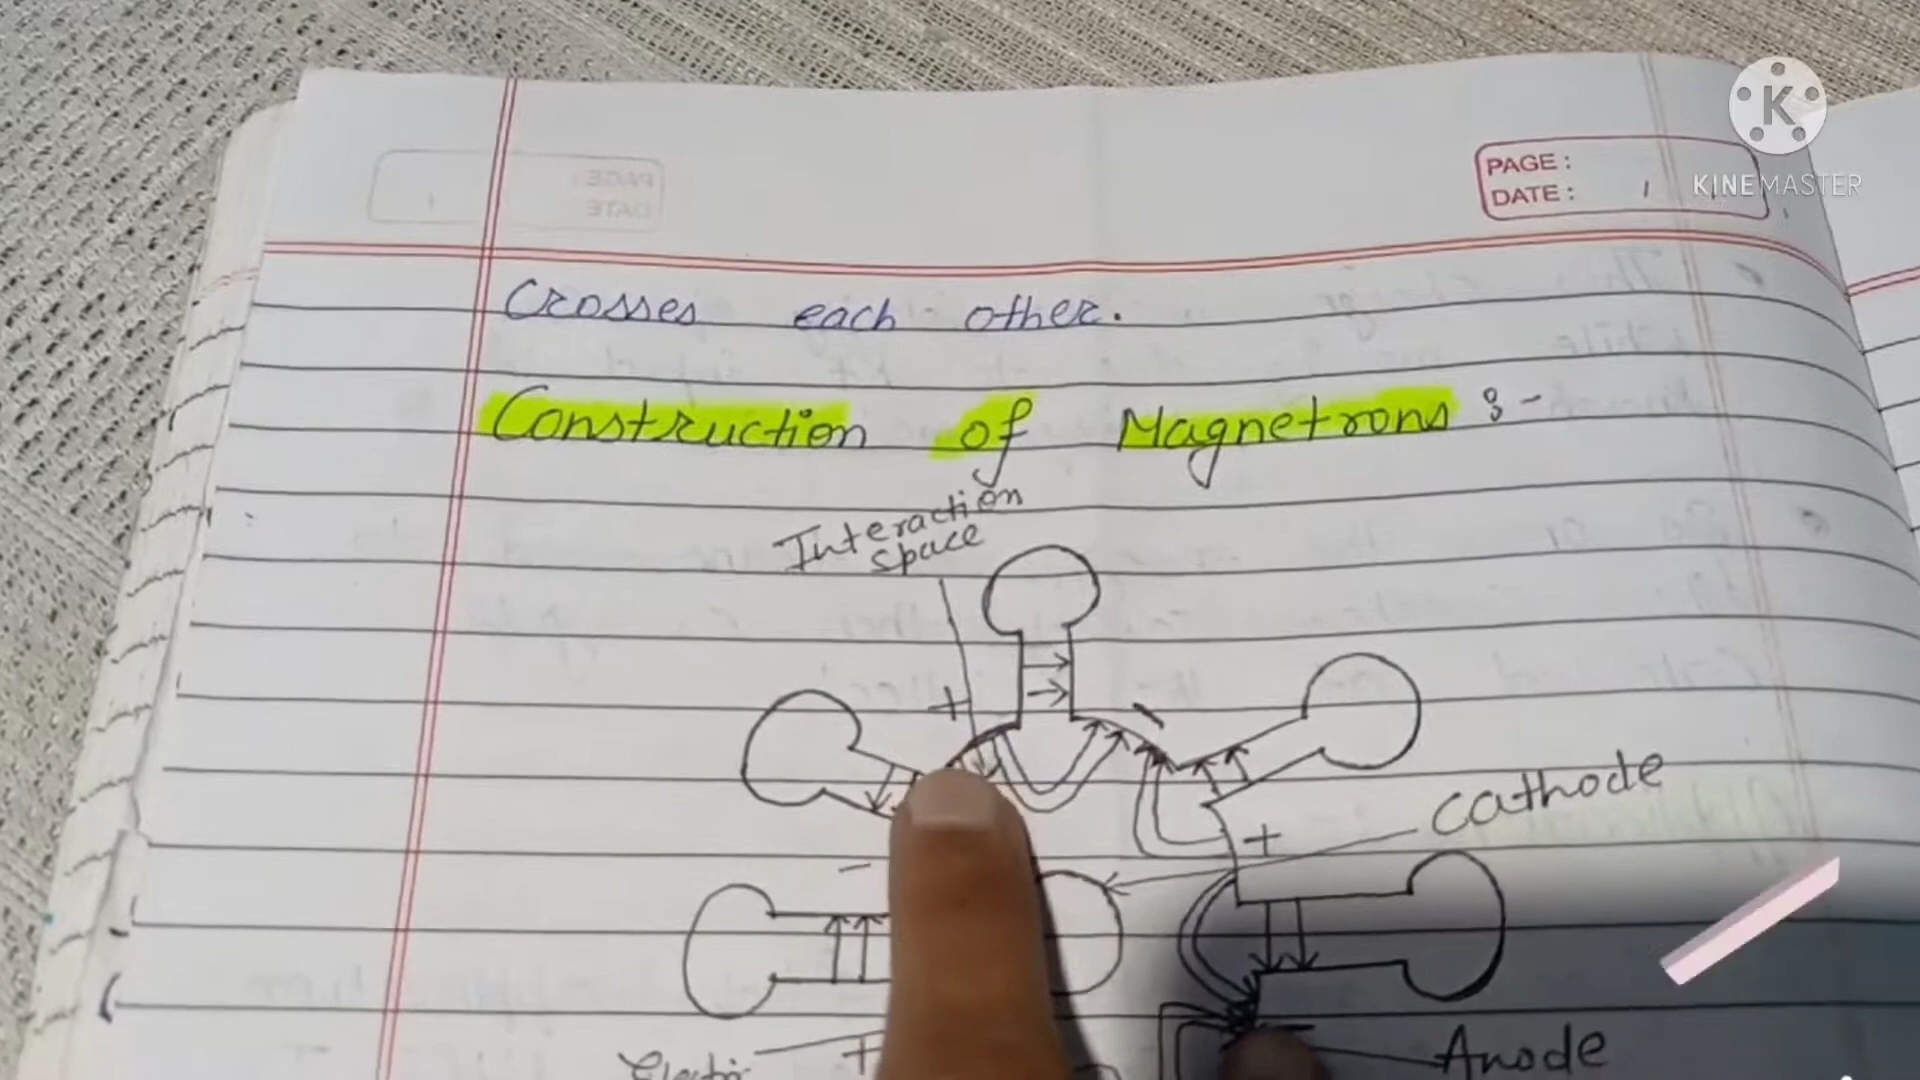 KINEMASTER
PAGE :
DATE :
Crosses each other.
Construction of Magnetrons :-
Interaction
space
Cathode
Anode